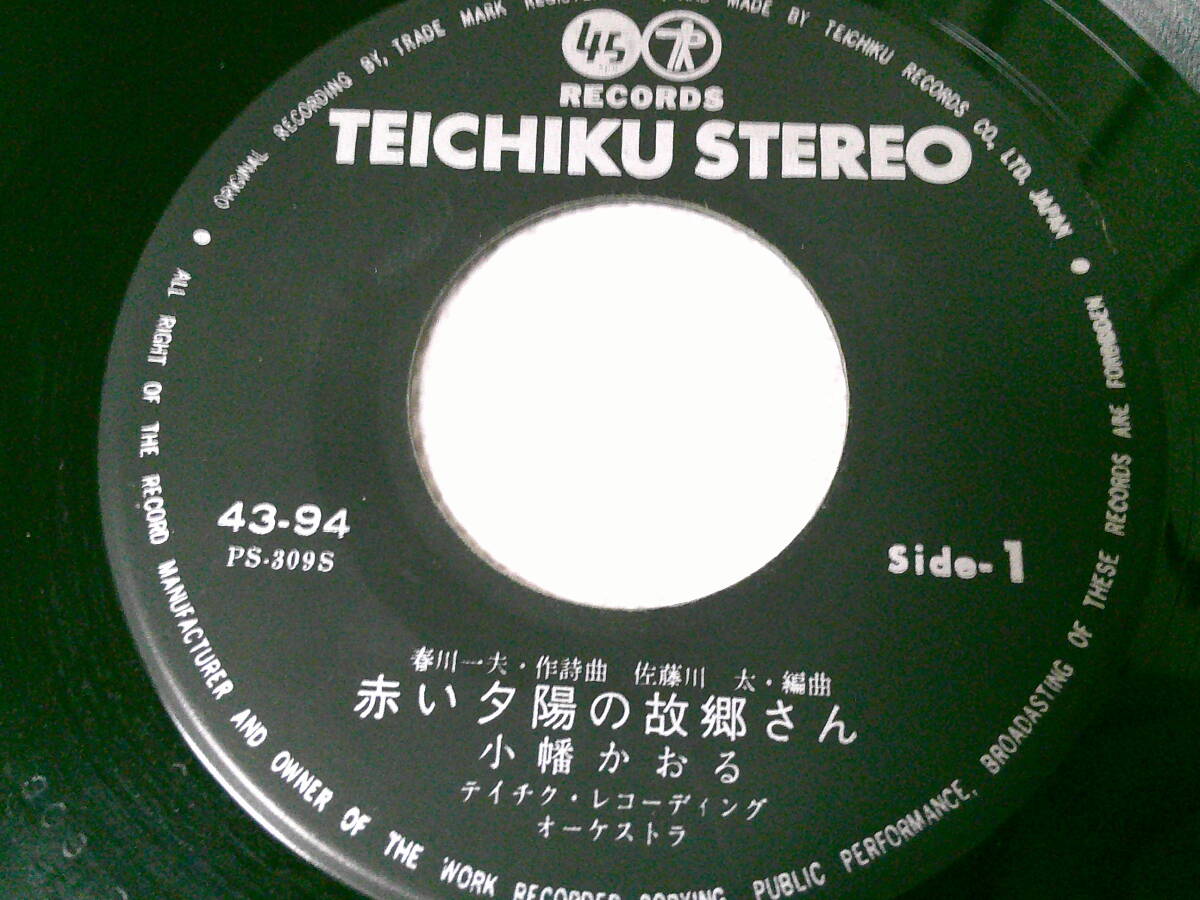 ORIGINAL RECORDING BY, TRADE MARK MADE BY TEICHIKU RECORDS CO., LTD. JAPAN
RECORDS
TEICHIKU STEREO
43-94
PS-309S
Side-1
春川一夫・作詩曲 佐藤川 太・編曲
赤い夕陽の故郷さん
小幡かおる
テイチク・レコーディング
オーケストラ
ALL RIGHT OF THE RECORD MANUFACTURER AND OWNER OF THE WORK RECORDED COPYING, PUBLIC PERFORMANCE, BROADASTING OF THESE RECORDS ARE FORBIDDEN